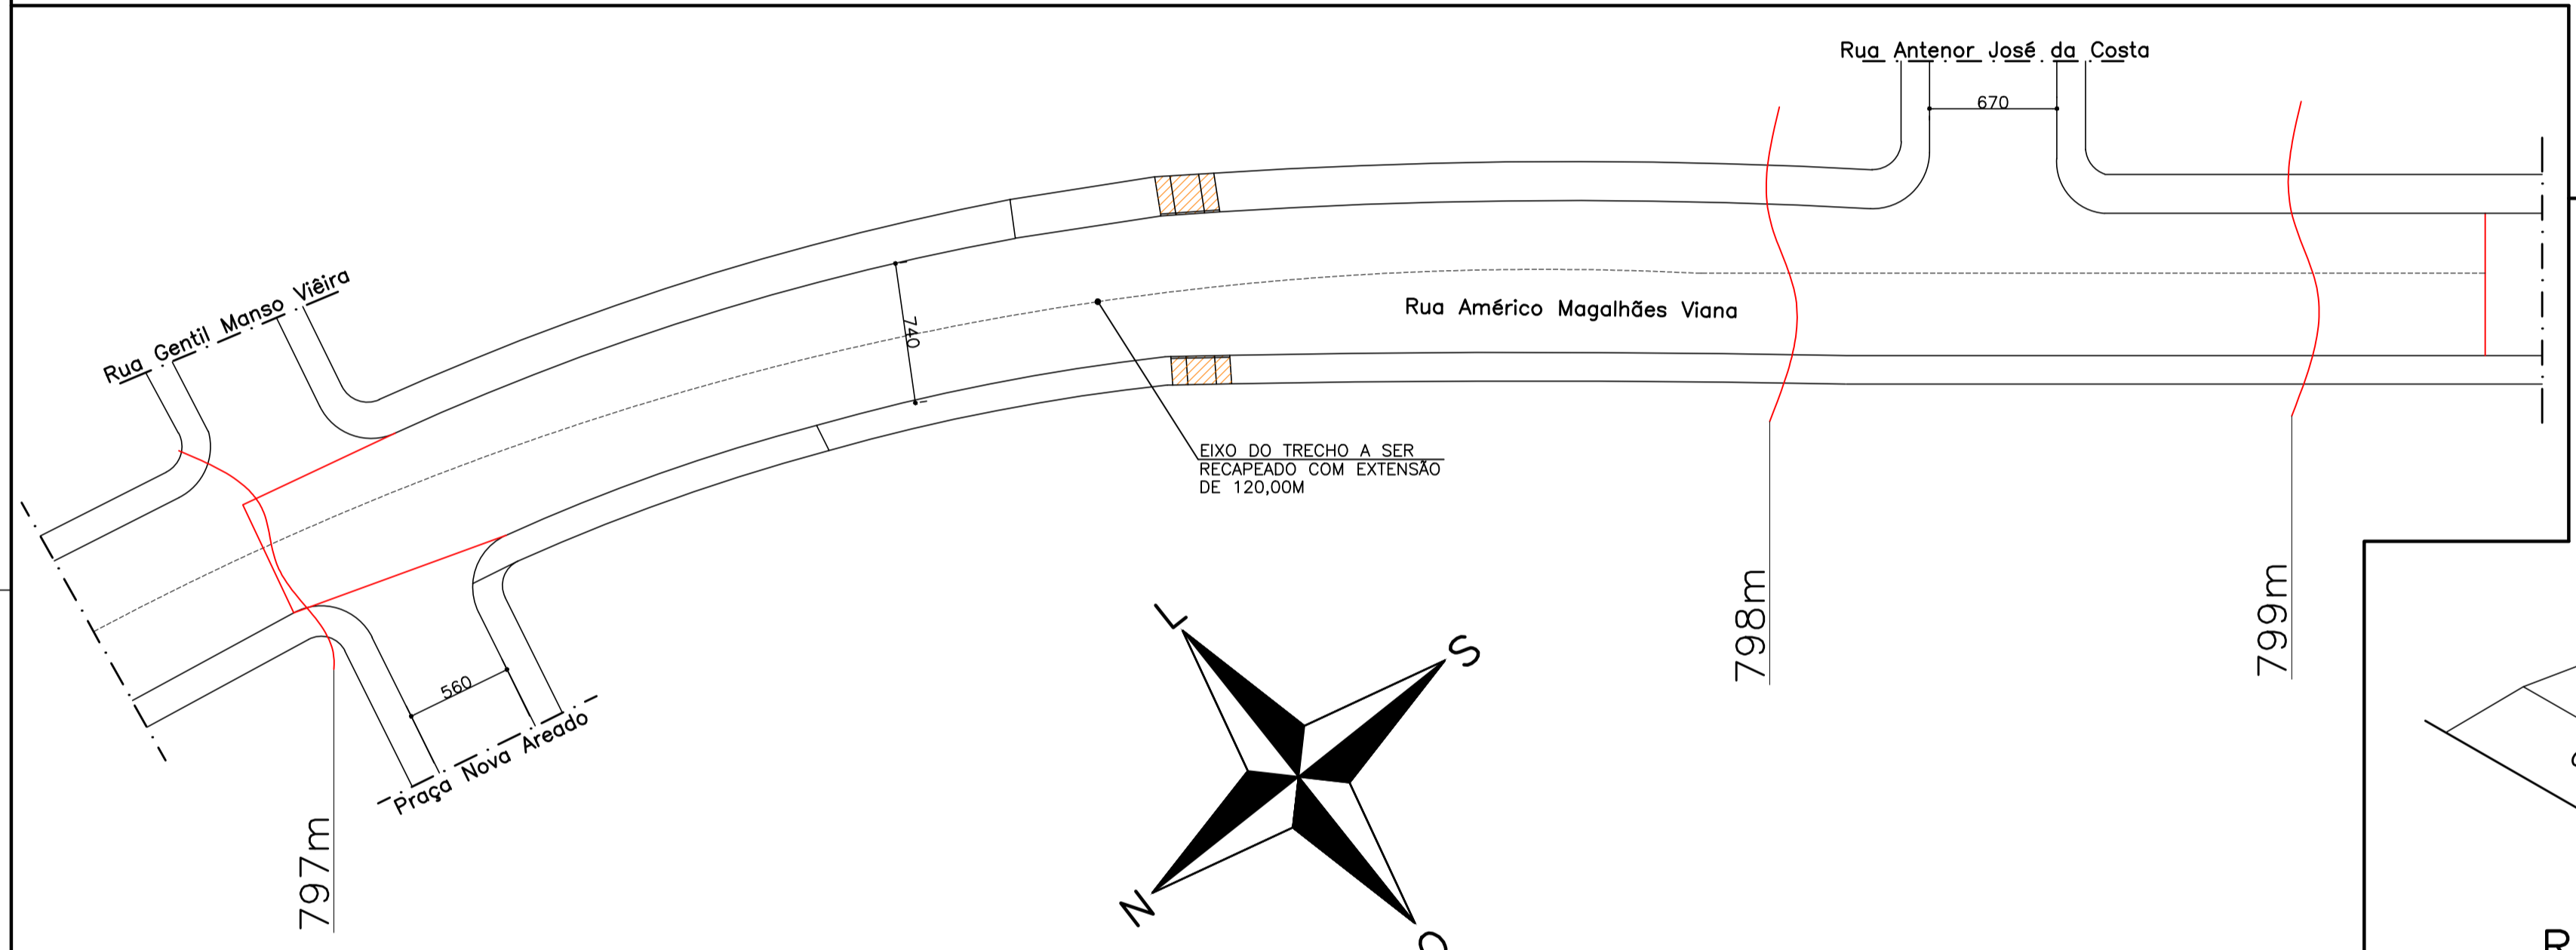 Rua Antenor José da Costa
670
Rua Gentil Manso Viêira
740
Rua Américo Magalhães Viana
EIXO DO TRECHO A SER
RECAPEADO COM EXTENSÃO
DE 120,00M
560
Praça Nova Areado
797m
798m
799m
L
S
N
O